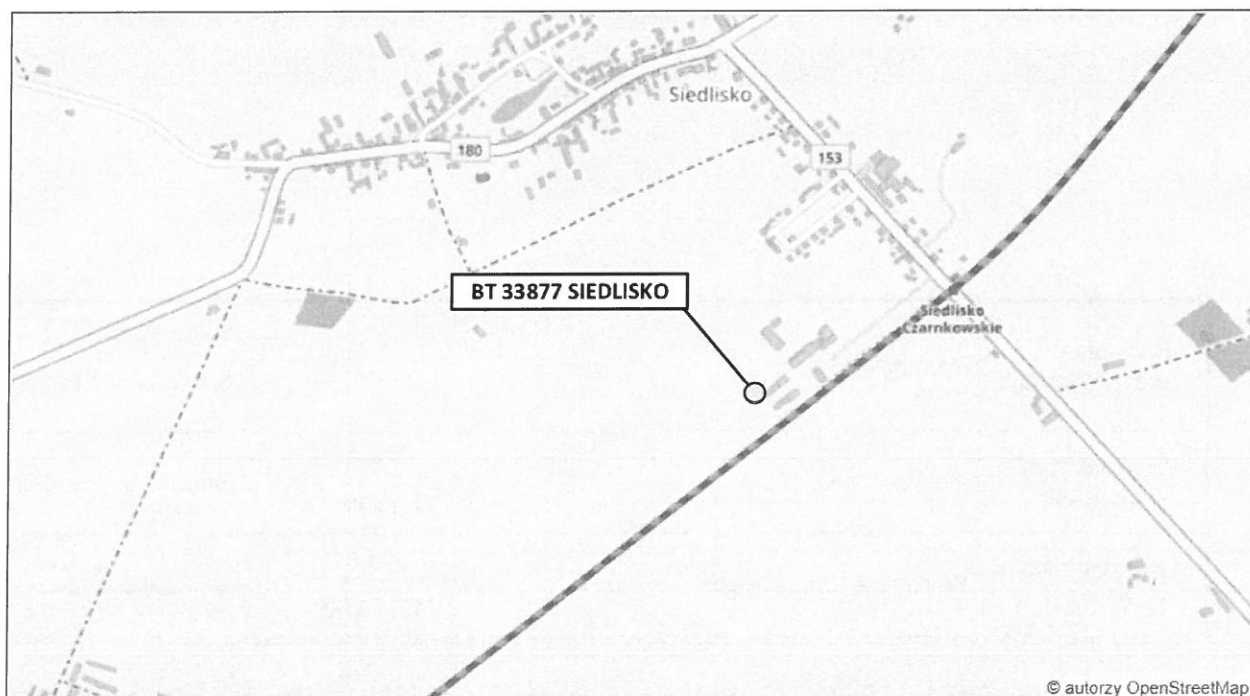 Siedlisko
180
153
BT 33877 SIEDLISKO
Siedlisko
Czarnkowskie
© autorzy OpenStreetMap